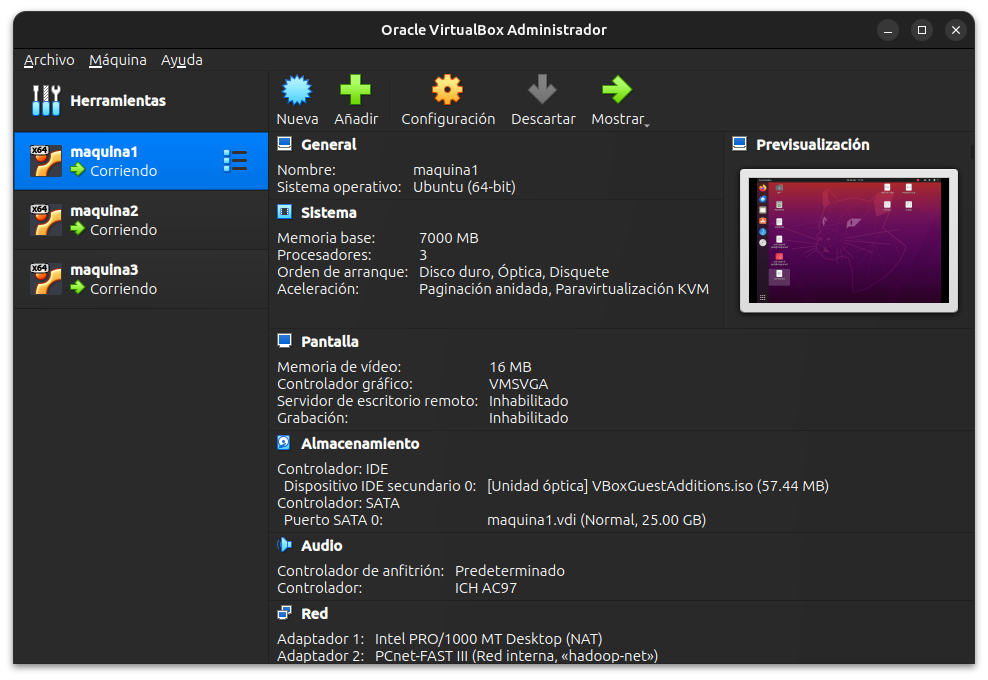 Oracle VirtualBox Administrador
Archivo Máquina Ayuda
Herramientas
Nueva Añadir Configuración Descartar Mostrar
x64 maquina1
Corriendo
x64 maquina2
Corriendo
x64 maquina3
Corriendo
General
Nombre: maquina1
Sistema operativo: Ubuntu (64-bit)
Sistema
Memoria base: 7000 MB
Procesadores: 3
Orden de arranque: Disco duro, Óptica, Disquete
Aceleración: Paginación anidada, Paravirtualización KVM
Previsualización
Pantalla
Memoria de vídeo: 16 MB
Controlador gráfico: VMSVGA
Servidor de escritorio remoto: Inhabilitado
Grabación: Inhabilitado
Almacenamiento
Controlador: IDE
Dispositivo IDE secundario 0: [Unidad óptica] VBoxGuestAdditions.iso (57.44 MB)
Controlador: SATA
Puerto SATA 0: maquina1.vdi (Normal, 25.00 GB)
Audio
Controlador de anfitrión: Predeterminado
Controlador: ICH AC97
Red
Adaptador 1: Intel PRO/1000 MT Desktop (NAT)
Adaptador 2: PCnet-FAST III (Red interna, «hadoop-net»)